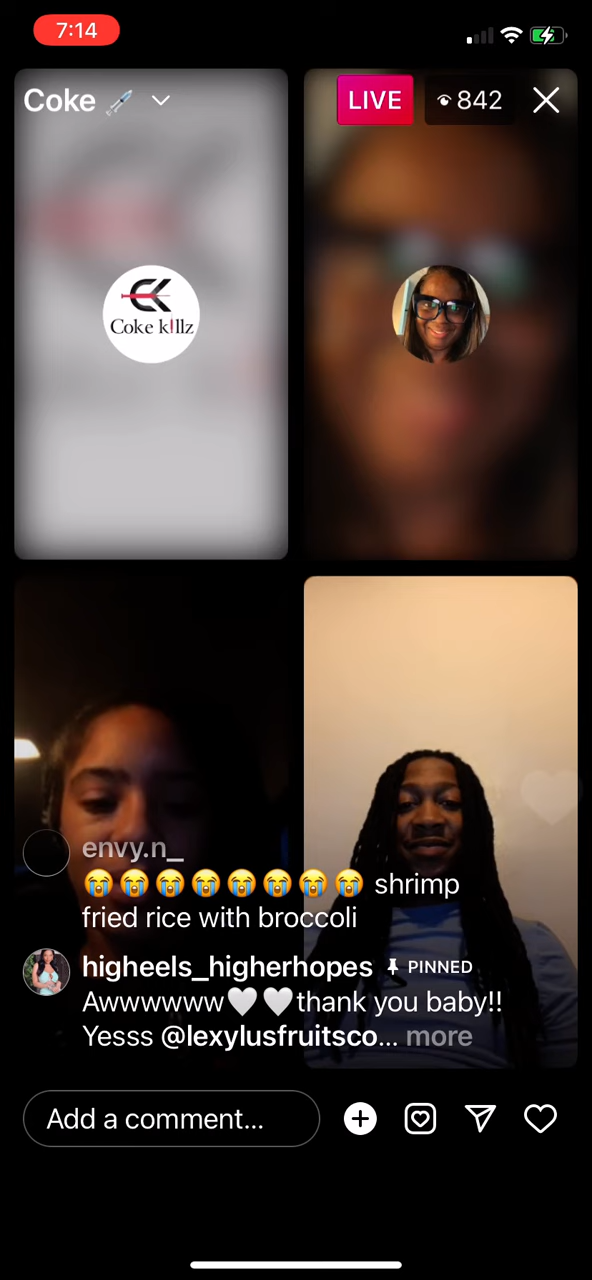 7:14
Coke
LIVE
842
Coke k!llz
envy.n_
😭😭😭😭😭😭😭😭 shrimp
fried rice with broccoli
higheels_higherhopes PINNED
Awwwwww🤍🤍thank you baby!!
Yesss @lexylusfruitsco... more
Add a comment...